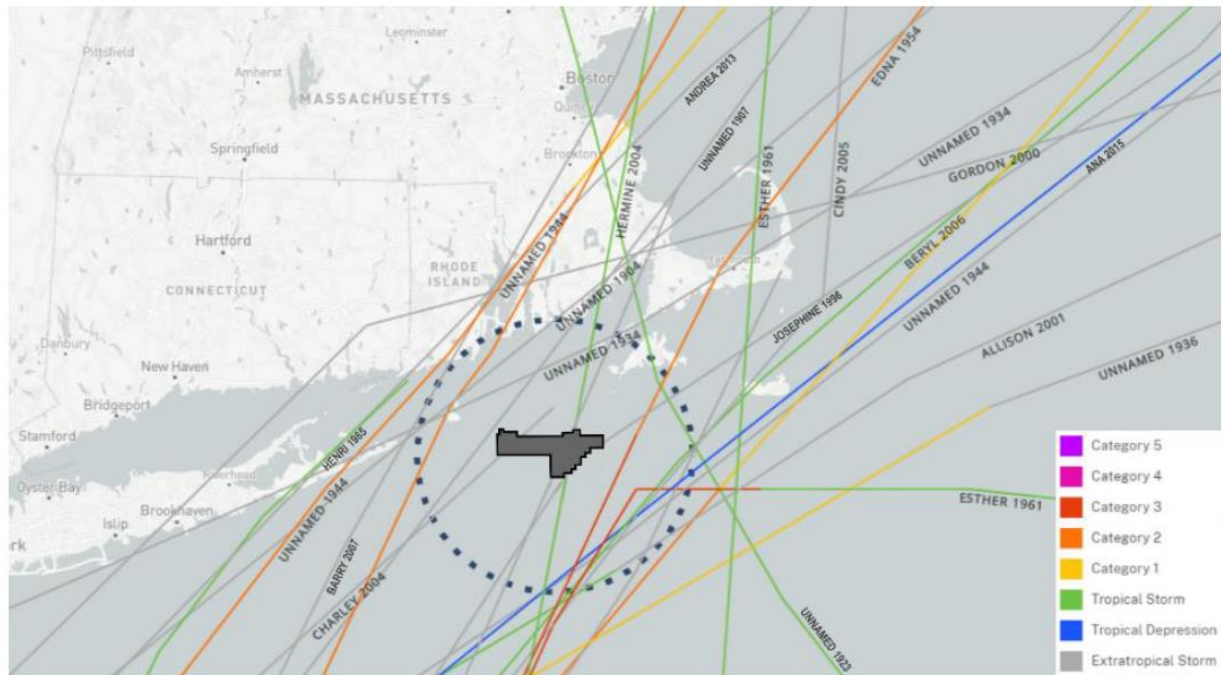 Pittsfield
Leominster
Amherst
Boston
Quincy
MASSACHUSETTS
ANDREA 2013
EDNA 1954
Springfield
Brockton
UNNAMED 1907
HERMINE 2004
UNNAMED 1934
CINDY 2005
GORDON 2000
ANA 2015
ESTHER 1961
Hartford
UNNAMED 1944
RHODE
ISLAND
BERYL 2006
CONNECTICUT
UNNAMED 1904
UNNAMED 1944
JOSEPHINE 1996
Danbury
UNNAMED 1934
ALLISON 2001
UNNAMED 1936
New Haven
Bridgeport
Stamford
HENRI 1985
Riverhead
Oyster Bay
UNNAMED 1944
Brookhaven
Islip
rk
BARRY 2007
CHARLEY 2004
ESTHER 1961
UNNAMED 1923
Category 5
Category 4
Category 3
Category 2
Category 1
Tropical Storm
Tropical Depression
Extratropical Storm